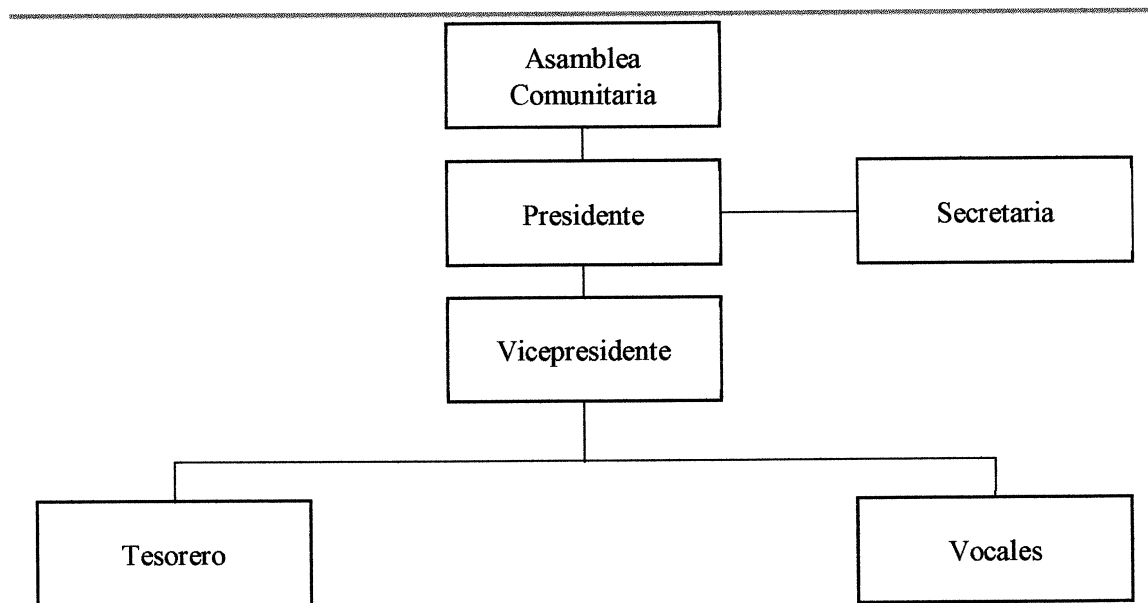 Asamblea
Comunitaria
Presidente
Secretaria
Vicepresidente
Tesorero
Vocales